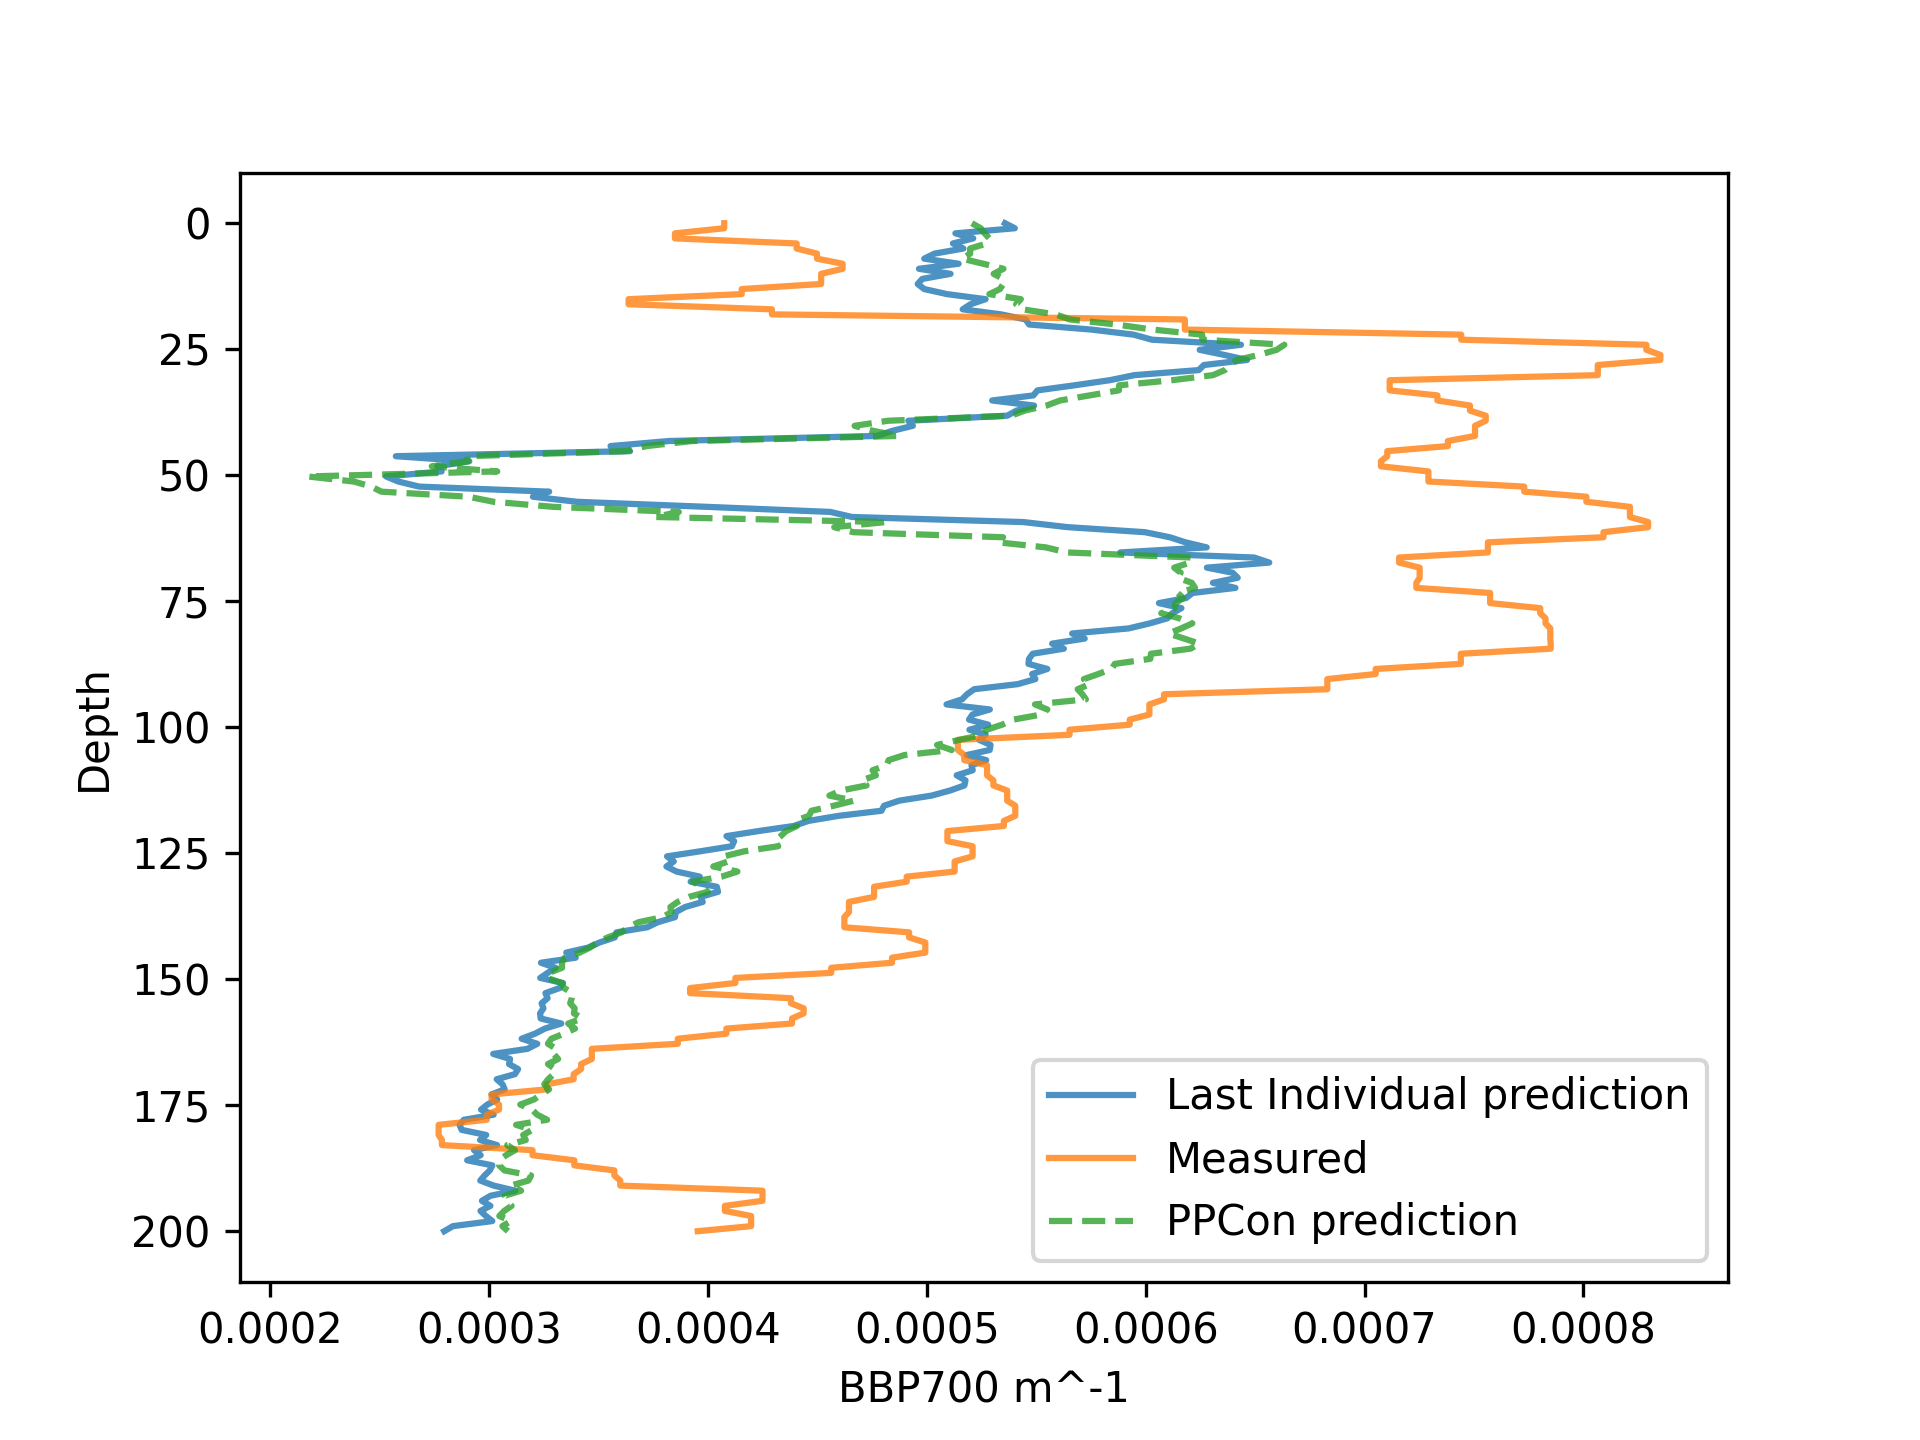 0
25
50
75
100
125
150
175
200
Depth
0.0002 0.0003 0.0004 0.0005 0.0006 0.0007 0.0008
BBP700 m^-1
Last Individual prediction
Measured
PPCon prediction